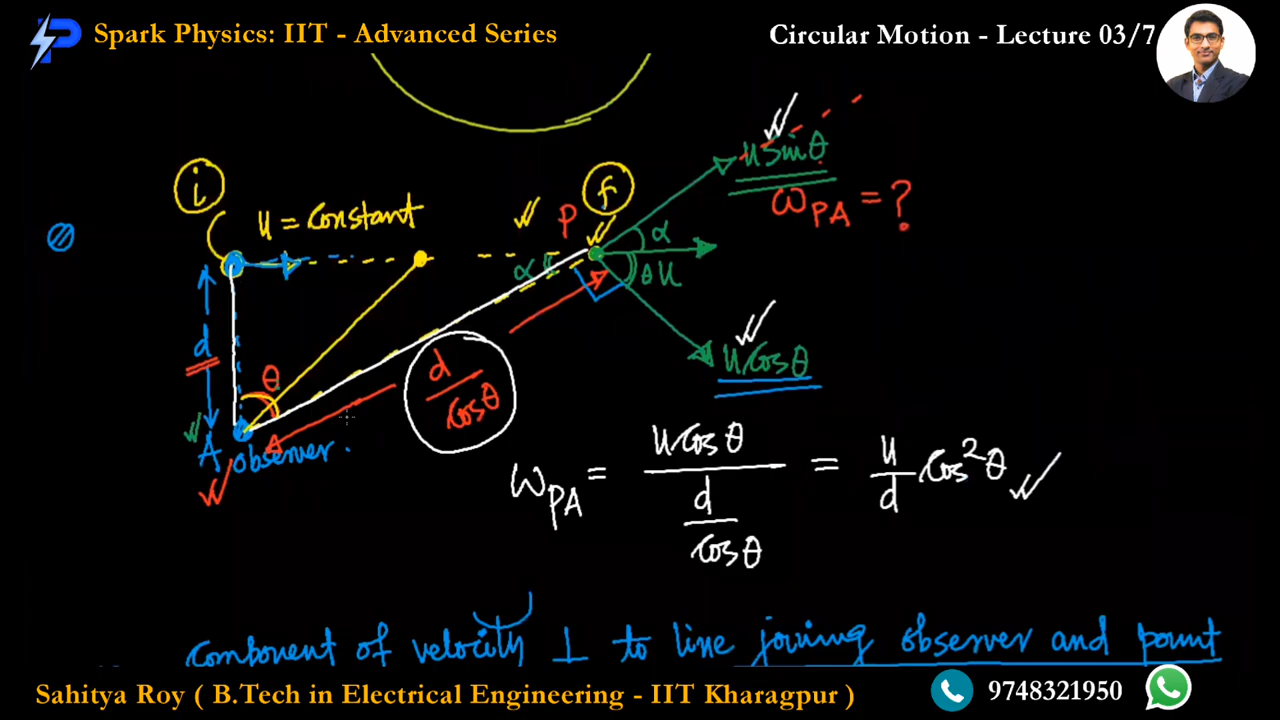 Spark Physics: IIT - Advanced Series
Circular Motion - Lecture 03/7
i
u = constant
P
f
u sinθ
ω_PA = ?
α
α
θ
u
d
θ
d/cosθ
u cosθ
A
observer.
ω_PA = u cosθ / (d/cosθ) = u/d cos²θ
component of velocity ⊥ to line joining observer and point
Sahitya Roy ( B.Tech in Electrical Engineering - IIT Kharagpur )
9748321950